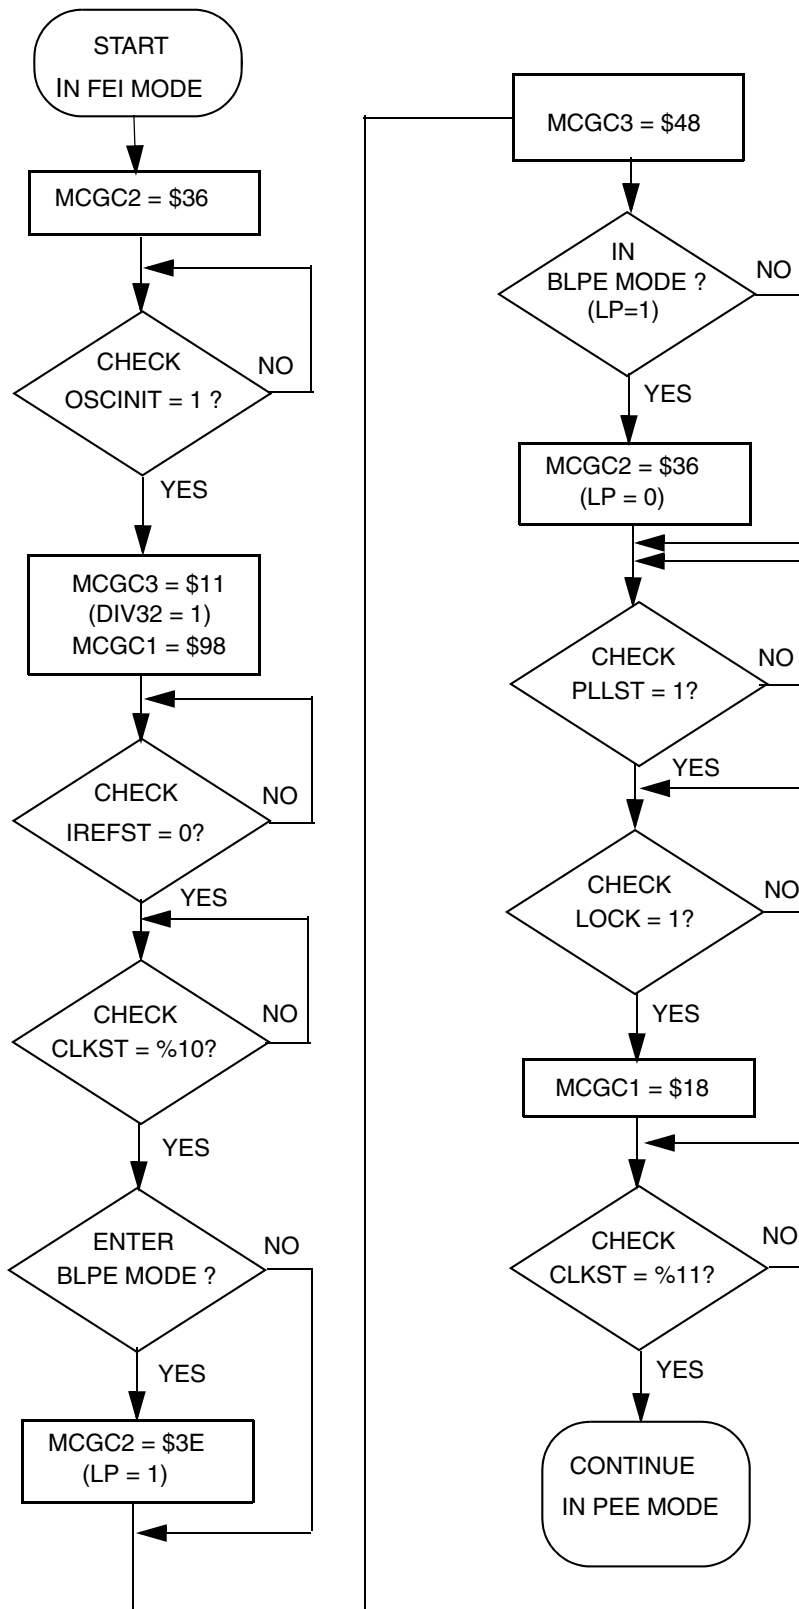 START
IN FEI MODE
MCGC2 = $36
CHECK
OSCINIT = 1 ?
NO
YES
MCGC3 = $11
(DIV32 = 1)
MCGC1 = $98
CHECK
IREFST = 0?
NO
YES
CHECK
CLKST = %10?
NO
YES
ENTER
BLPE MODE ?
NO
YES
MCGC2 = $3E
(LP = 1)
MCGC3 = $48
IN
BLPE MODE ?
(LP=1)
NO
YES
MCGC2 = $36
(LP = 0)
CHECK
PLLST = 1?
NO
YES
CHECK
LOCK = 1?
NO
YES
MCGC1 = $18
CHECK
CLKST = %11?
NO
YES
CONTINUE
IN PEE MODE